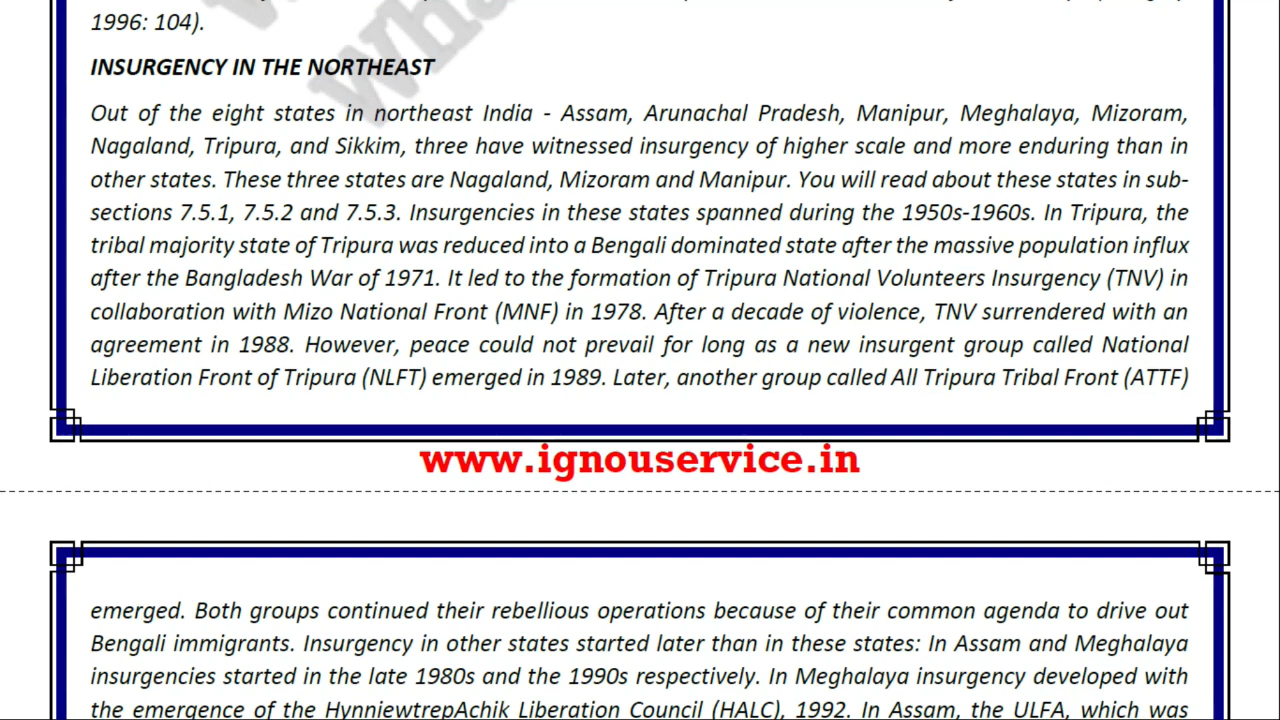 1996: 104).
INSURGENCY IN THE NORTHEAST
Out of the eight states in northeast India - Assam, Arunachal Pradesh, Manipur, Meghalaya, Mizoram,
Nagaland, Tripura, and Sikkim, three have witnessed insurgency of higher scale and more enduring than in
other states. These three states are Nagaland, Mizoram and Manipur. You will read about these states in sub-
sections 7.5.1, 7.5.2 and 7.5.3. Insurgencies in these states spanned during the 1950s-1960s. In Tripura, the
tribal majority state of Tripura was reduced into a Bengali dominated state after the massive population influx
after the Bangladesh War of 1971. It led to the formation of Tripura National Volunteers Insurgency (TNV) in
collaboration with Mizo National Front (MNF) in 1978. After a decade of violence, TNV surrendered with an
agreement in 1988. However, peace could not prevail for long as a new insurgent group called National
Liberation Front of Tripura (NLFT) emerged in 1989. Later, another group called All Tripura Tribal Front (ATTF)
www.ignouservice.in
emerged. Both groups continued their rebellious operations because of their common agenda to drive out
Bengali immigrants. Insurgency in other states started later than in these states: In Assam and Meghalaya
insurgencies started in the late 1980s and the 1990s respectively. In Meghalaya insurgency developed with
the emergence of the HynniewtrepAchik Liberation Council (HALC), 1992. In Assam, the ULFA, which was